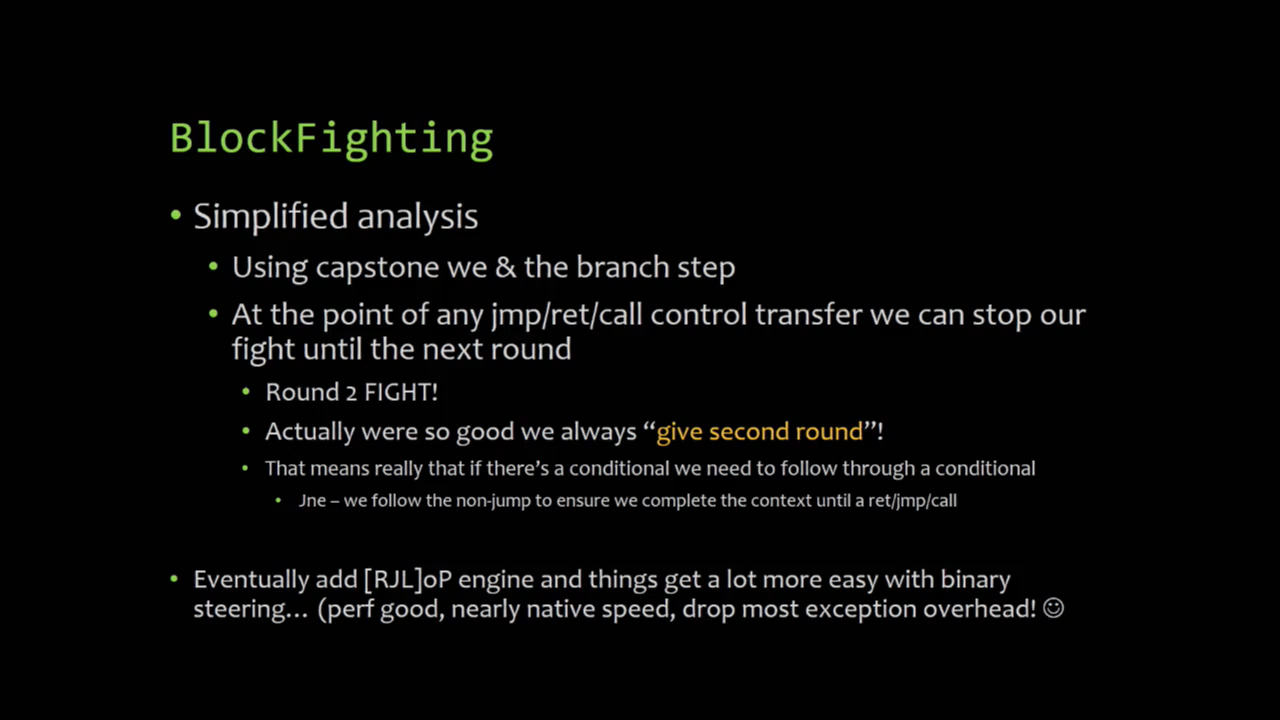 BlockFighting
• Simplified analysis
• Using capstone we & the branch step
• At the point of any jmp/ret/call control transfer we can stop our
fight until the next round
• Round 2 FIGHT!
• Actually were so good we always “give second round”!
• That means really that if there’s a conditional we need to follow through a conditional
• Jne – we follow the non-jump to ensure we complete the context until a ret/jmp/call
• Eventually add [RJL]oP engine and things get a lot more easy with binary
steering… (perf good, nearly native speed, drop most exception overhead! ☺